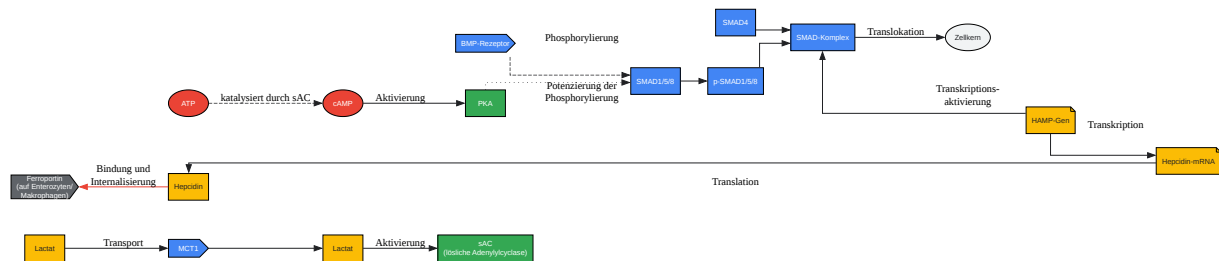 SMAD4
BMP-Rezeptor
Phosphorylierung
SMAD-Komplex
Translokation
Zellkern
SMAD1/5/8
p-SMAD1/5/8
Potenzierung der
Phosphorylierung
ATP
katalysiert durch sAC
cAMP
Aktivierung
PKA
Transkriptions-
aktivierung
HAMP-Gen
Transkription
Hepcidin-mRNA
Ferroportin
(auf Enterozyten/
Makrophagen)
Bindung und
Internalisierung
Hepcidin
Translation
Lactat
Transport
MCT1
Lactat
Aktivierung
sAC
(lösliche Adenylylcyclase)